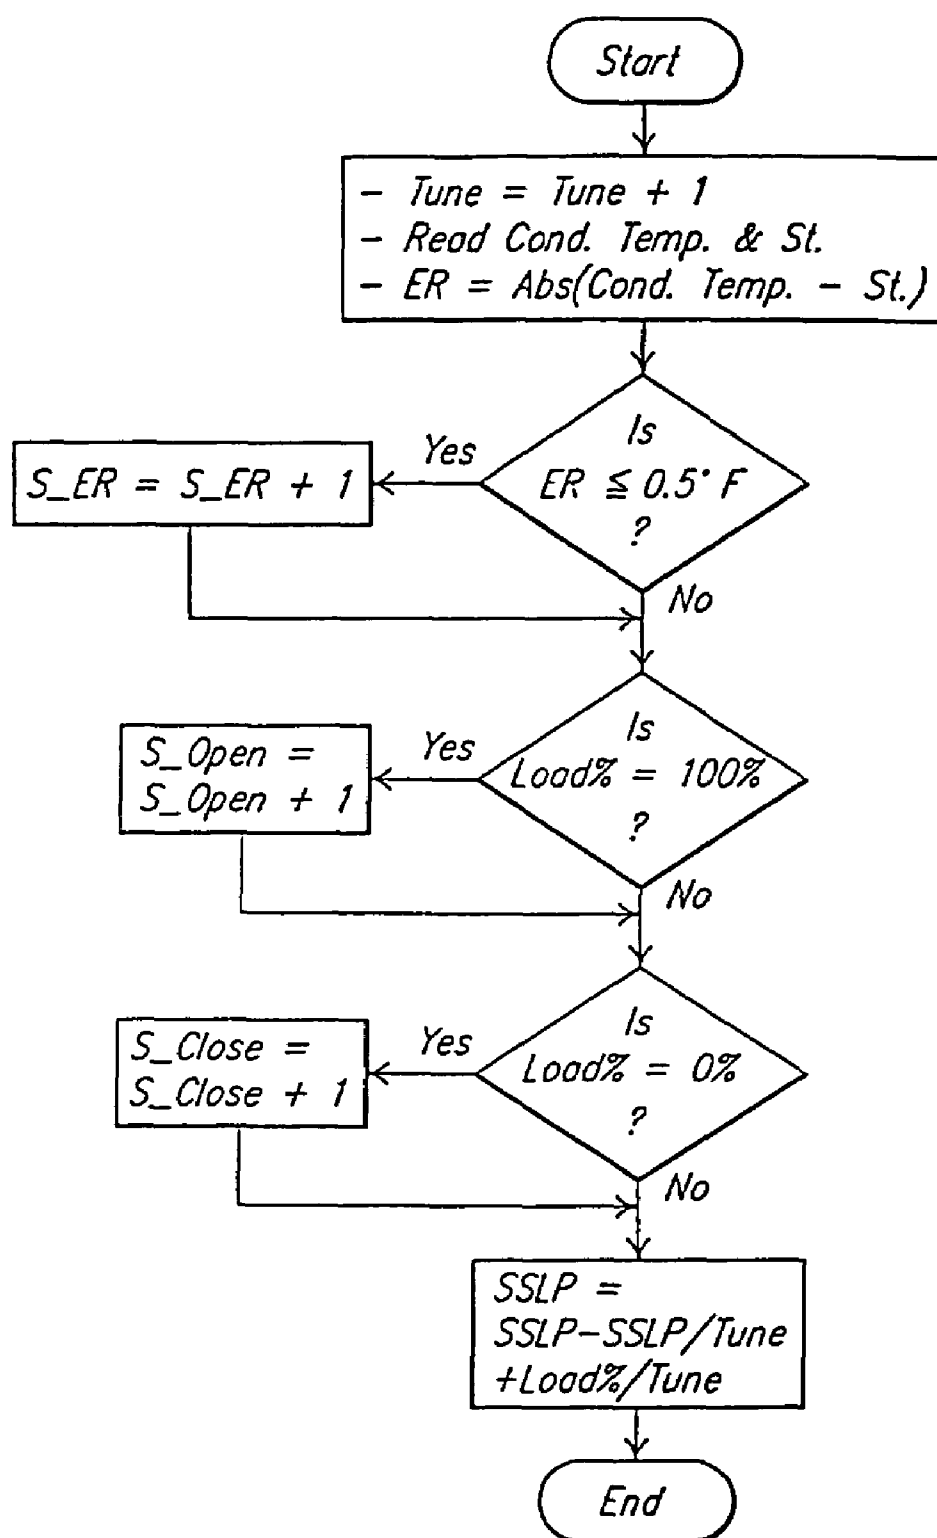 Start
- Tune = Tune + 1
- Read Cond. Temp. & St.
- ER = Abs(Cond. Temp. - St.)
Is
ER ≦ 0.5° F
?
Yes
S_ER = S_ER + 1
No
Is
Load% = 100%
?
Yes
S_Open =
S_Open + 1
No
Is
Load% = 0%
?
Yes
S_Close =
S_Close + 1
No
SSLP =
SSLP-SSLP/Tune
+Load%/Tune
End